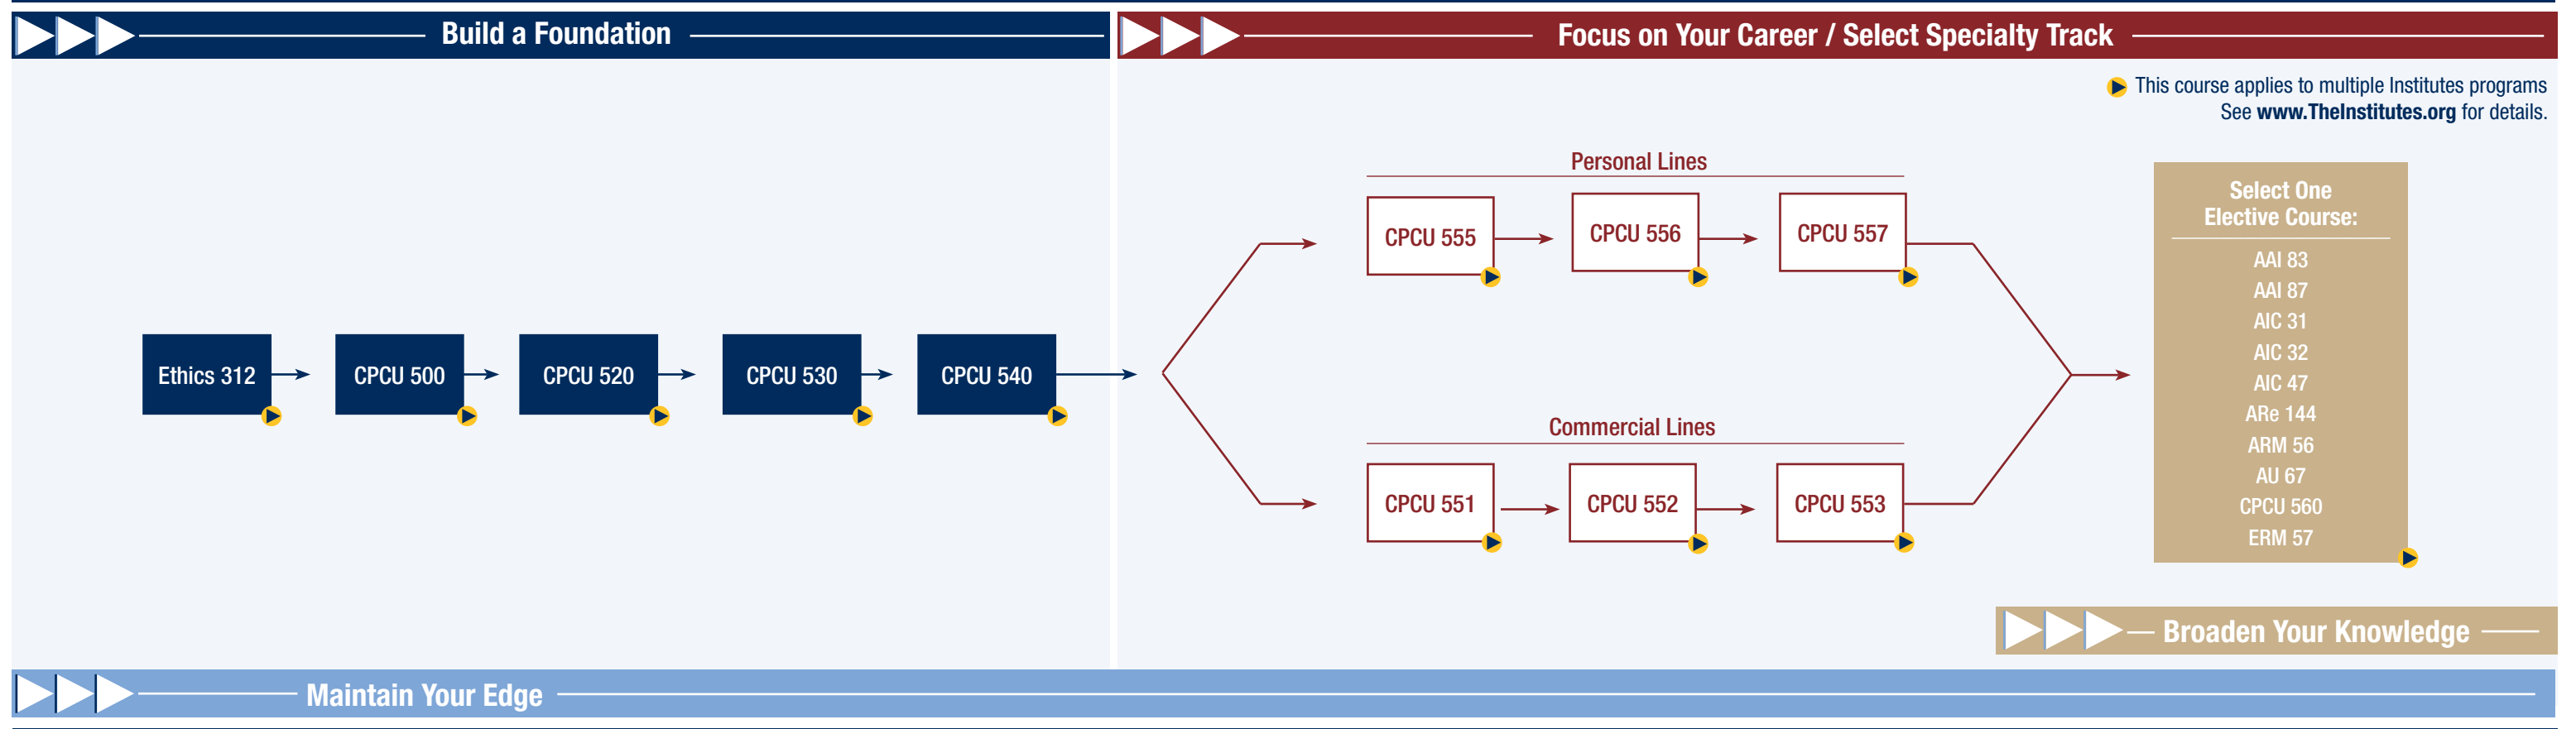 Build a Foundation
Focus on Your Career / Select Specialty Track
This course applies to multiple Institutes programs
See www.TheInstitutes.org for details.
Ethics 312
CPCU 500
CPCU 520
CPCU 530
CPCU 540
Personal Lines
CPCU 555
CPCU 556
CPCU 557
Commercial Lines
CPCU 551
CPCU 552
CPCU 553
Select One
Elective Course:
AAI 83
AAI 87
AIC 31
AIC 32
AIC 47
ARe 144
ARM 56
AU 67
CPCU 560
ERM 57
Broaden Your Knowledge
Maintain Your Edge